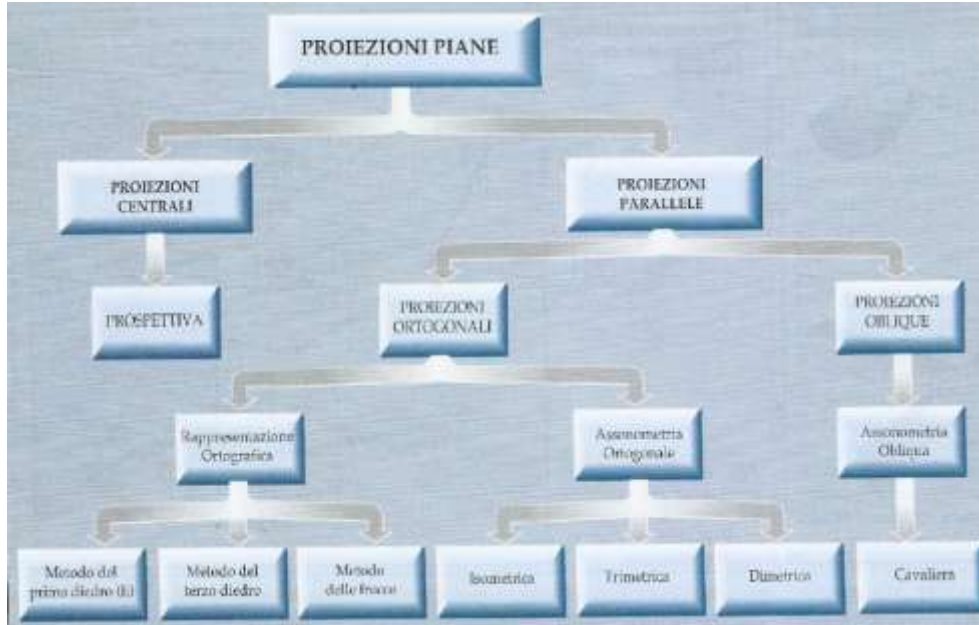 PROIEZIONI PIANE
PROIEZIONI
CENTRALI
PROIEZIONI
PARALLELE
PROSPETTIVA
PROIEZIONI
ORTOGONALI
PROIEZIONI
OBLIQUE
Rappresentazione
Ortografica
Assonometria
Ortogonale
Assonometria
Obliqua
Metodo del
primo diedro (E)
Metodo del
terzo diedro
Metodo
delle frecce
Isometrica
Trimetrica
Dimetrica
Cavaliera